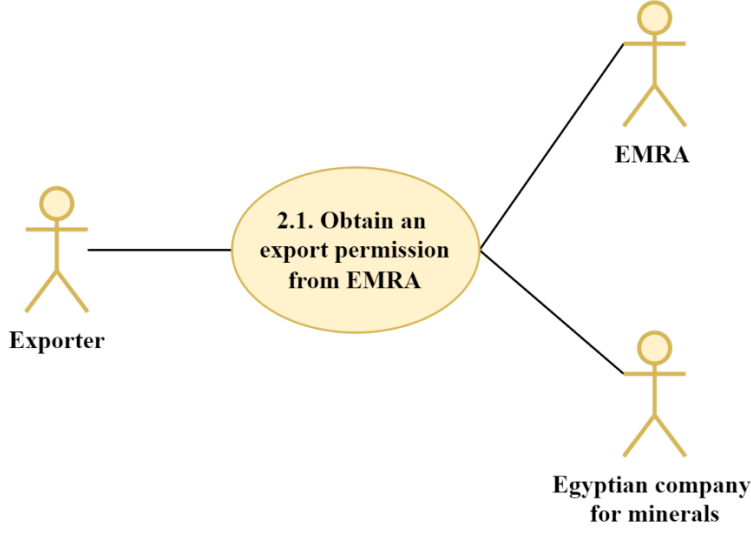 EMRA
2.1. Obtain an
export permission
from EMRA
Exporter
Egyptian company
for minerals